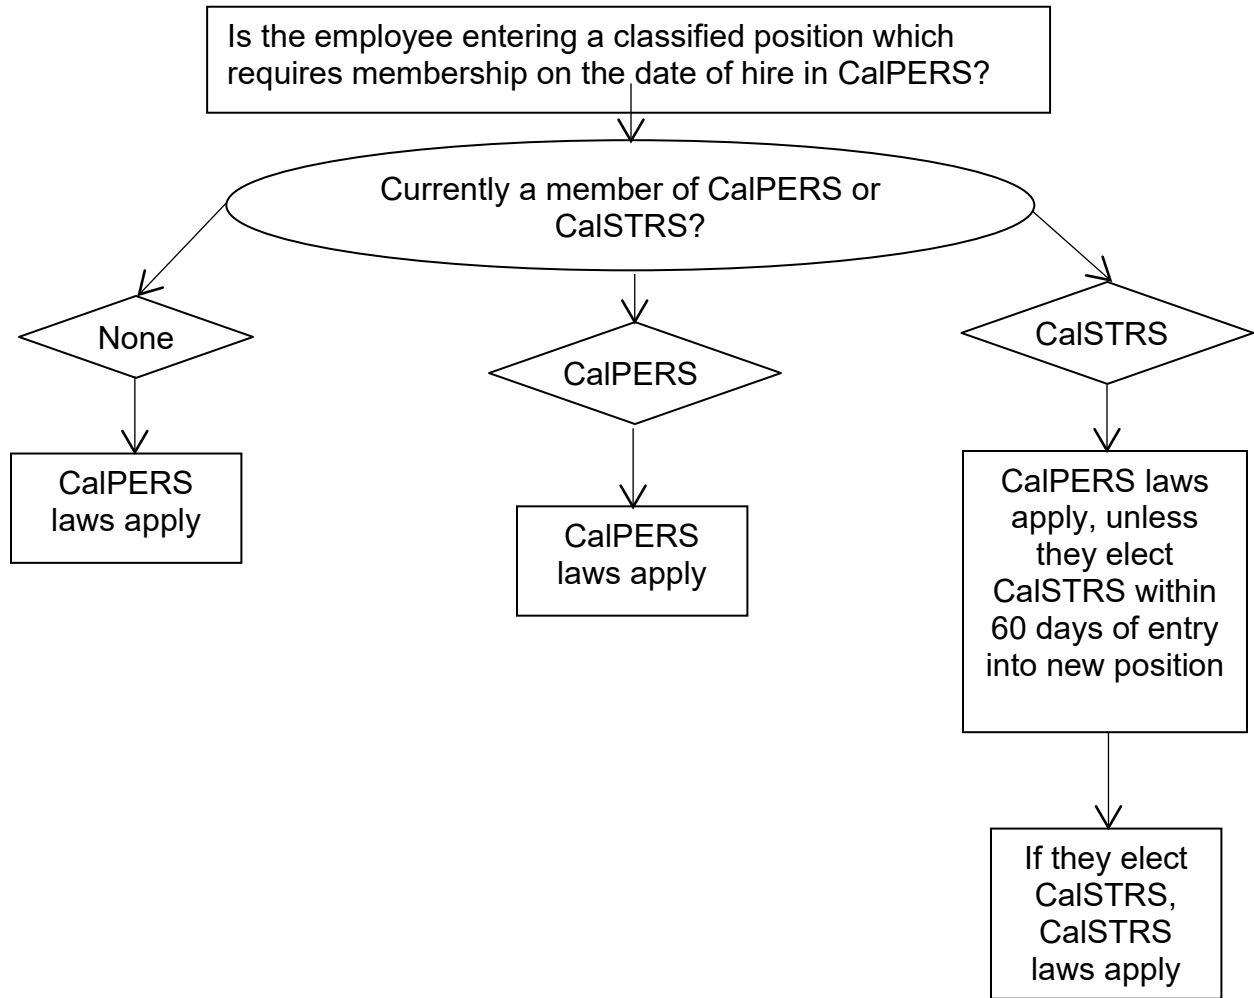 Is the employee entering a classified position which
requires membership on the date of hire in CalPERS?
Currently a member of CalPERS or
CalSTRS?
None
CalPERS
CalSTRS
CalPERS
laws apply
CalPERS
laws apply
CalPERS laws
apply, unless
they elect
CalSTRS within
60 days of entry
into new position
If they elect
CalSTRS,
CalSTRS
laws apply